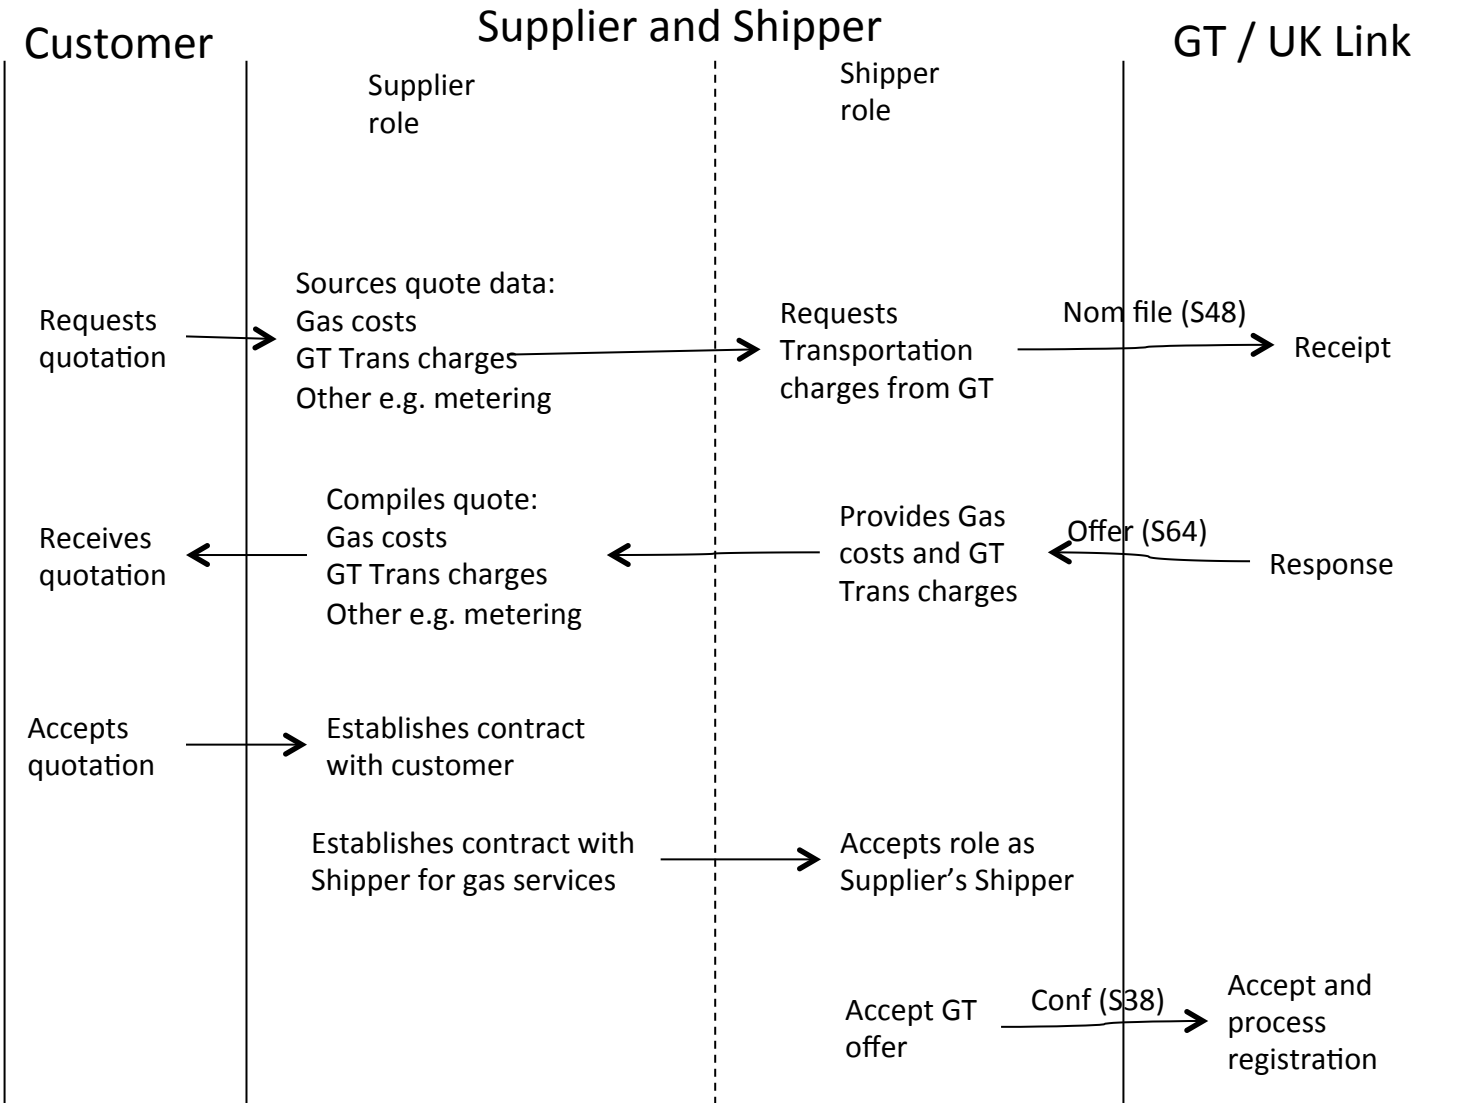 Customer
Supplier and Shipper
GT / UK Link
Supplier
role
Shipper
role
Requests
quotation
Sources quote data:
Gas costs
GT Trans charges
Other e.g. metering
Requests
Transportation
charges from GT
Nom file (S48)
Receipt
Receives
quotation
Compiles quote:
Gas costs
GT Trans charges
Other e.g. metering
Provides Gas
costs and GT
Trans charges
Offer (S64)
Response
Accepts
quotation
Establishes contract
with customer
Establishes contract with
Shipper for gas services
Accepts role as
Supplier’s Shipper
Accept GT
offer
Conf (S38)
Accept and
process
registration